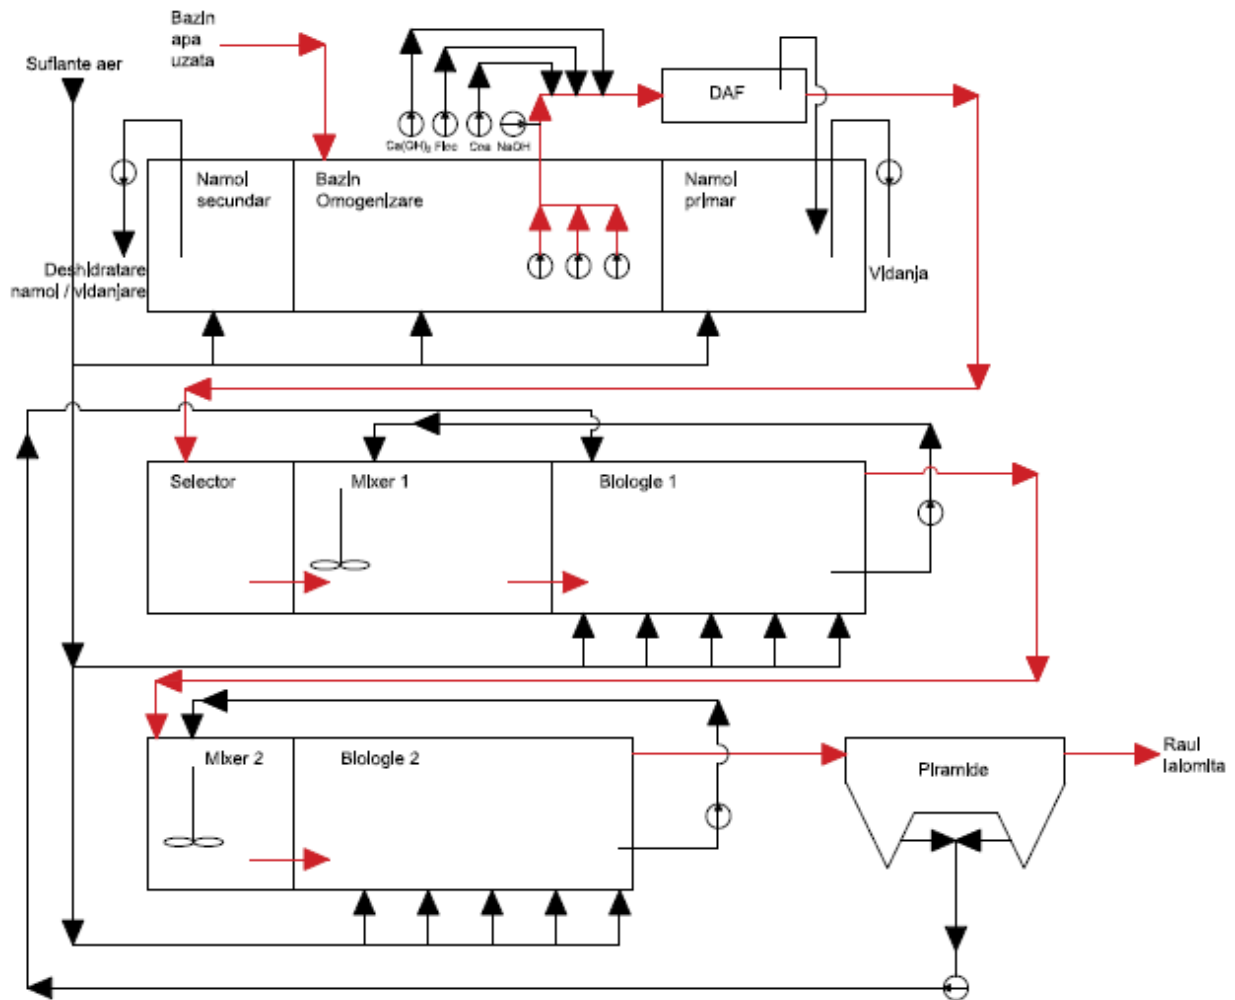 Bazin
apa
uzata
Suflante aer
DAF
Ca(OH)₂ Floc Coa NaOH
Namol
secundar
Bazin
Omogenizare
Namol
primar
Deshidratare
namol / vidanjare
Vidanja
Selector
Mixer 1
Biologie 1
Mixer 2
Biologie 2
Piramide
Raul
Ialomita